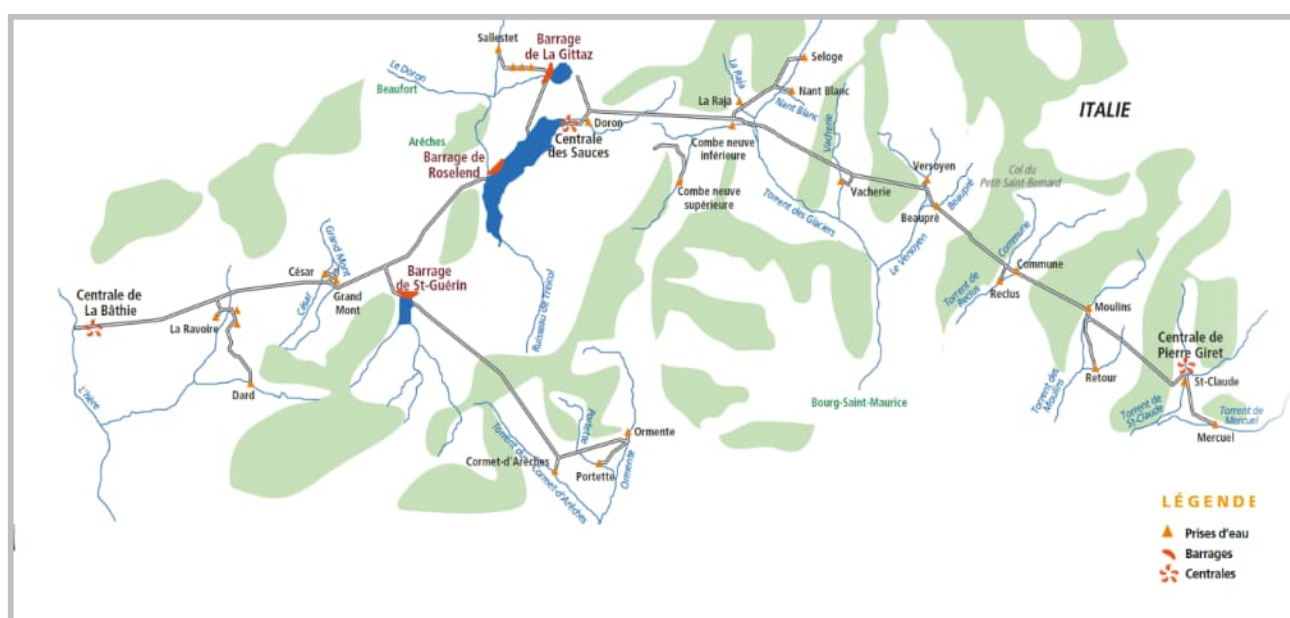 Sallestet
Barrage
de La Gittaz
Le Doron
Beaufort
La Raja
Seloge
La Raja
Nant Blanc
Nant Blanc
ITALIE
Doron
Centrale
des Sauces
Arêches
Barrage de
Roselend
Combe neuve
inférieure
Vacherie
Versoyen
Col du
Petit-Saint-Bernard
Combe neuve
supérieure
Vacherie
Beaupré
Beaupré
Torrent des Glaciers
Le Versoyen
Grand Mont
César
Barrage
de St-Guérin
Commune
Commune
Torrent de
Reclus
Reclus
Centrale de
La Bâthie
César
Grand
Mont
La Ravoire
Ruisseau de Treicol
Moulins
Centrale de
Pierre Giret
L'Isère
Dard
Retour
St-Claude
Torrent des
Moulins
Torrent de
St-Claude
Torrent de
Mercuel
Mercuel
Bourg-Saint-Maurice
Portette
Ormente
Torrent du Cormet-d'Arêches
Cormet-d'Arêches
Portette
Ormente
LÉGENDE
Prises d'eau
Barrages
Centrales